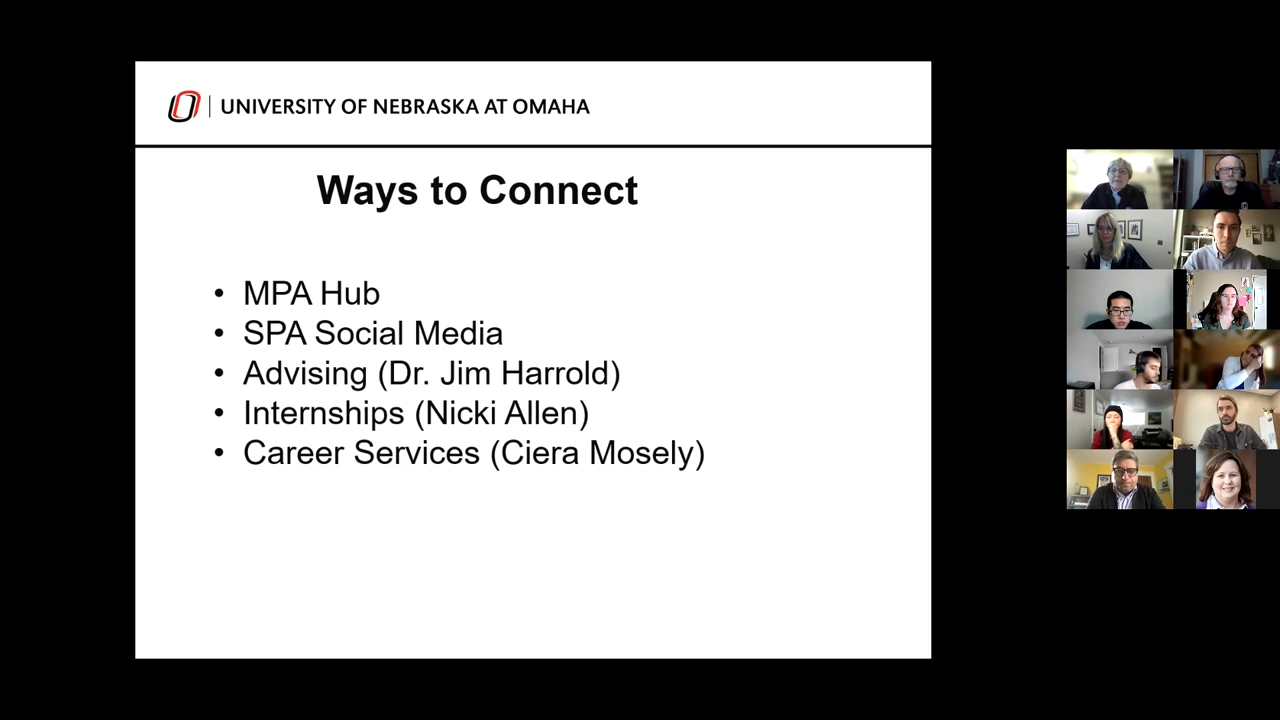 UNIVERSITY OF NEBRASKA AT OMAHA
Ways to Connect
• MPA Hub
• SPA Social Media
• Advising (Dr. Jim Harrold)
• Internships (Nicki Allen)
• Career Services (Ciera Mosely)